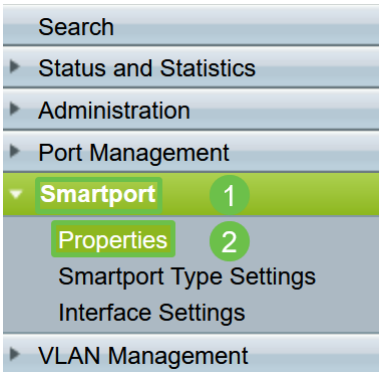 Search
Status and Statistics
Administration
Port Management
Smartport 1
Properties 2
Smartport Type Settings
Interface Settings
VLAN Management